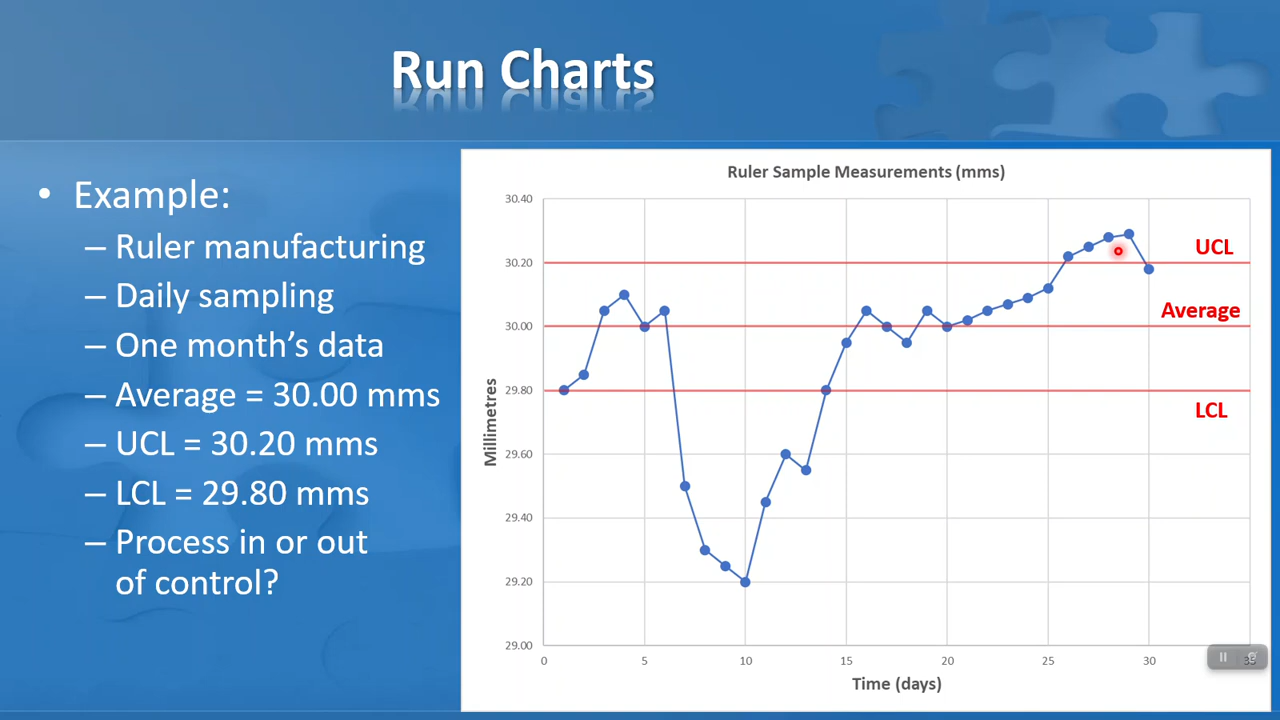 Run Charts
• Example:
– Ruler manufacturing
– Daily sampling
– One month's data
– Average = 30.00 mms
– UCL = 30.20 mms
– LCL = 29.80 mms
– Process in or out
of control?
Ruler Sample Measurements (mms)
30.40
30.20
30.00
29.80
29.60
29.40
29.20
29.00
Millimetres
UCL
Average
LCL
0 5 10 15 20 25 30 35
Time (days)